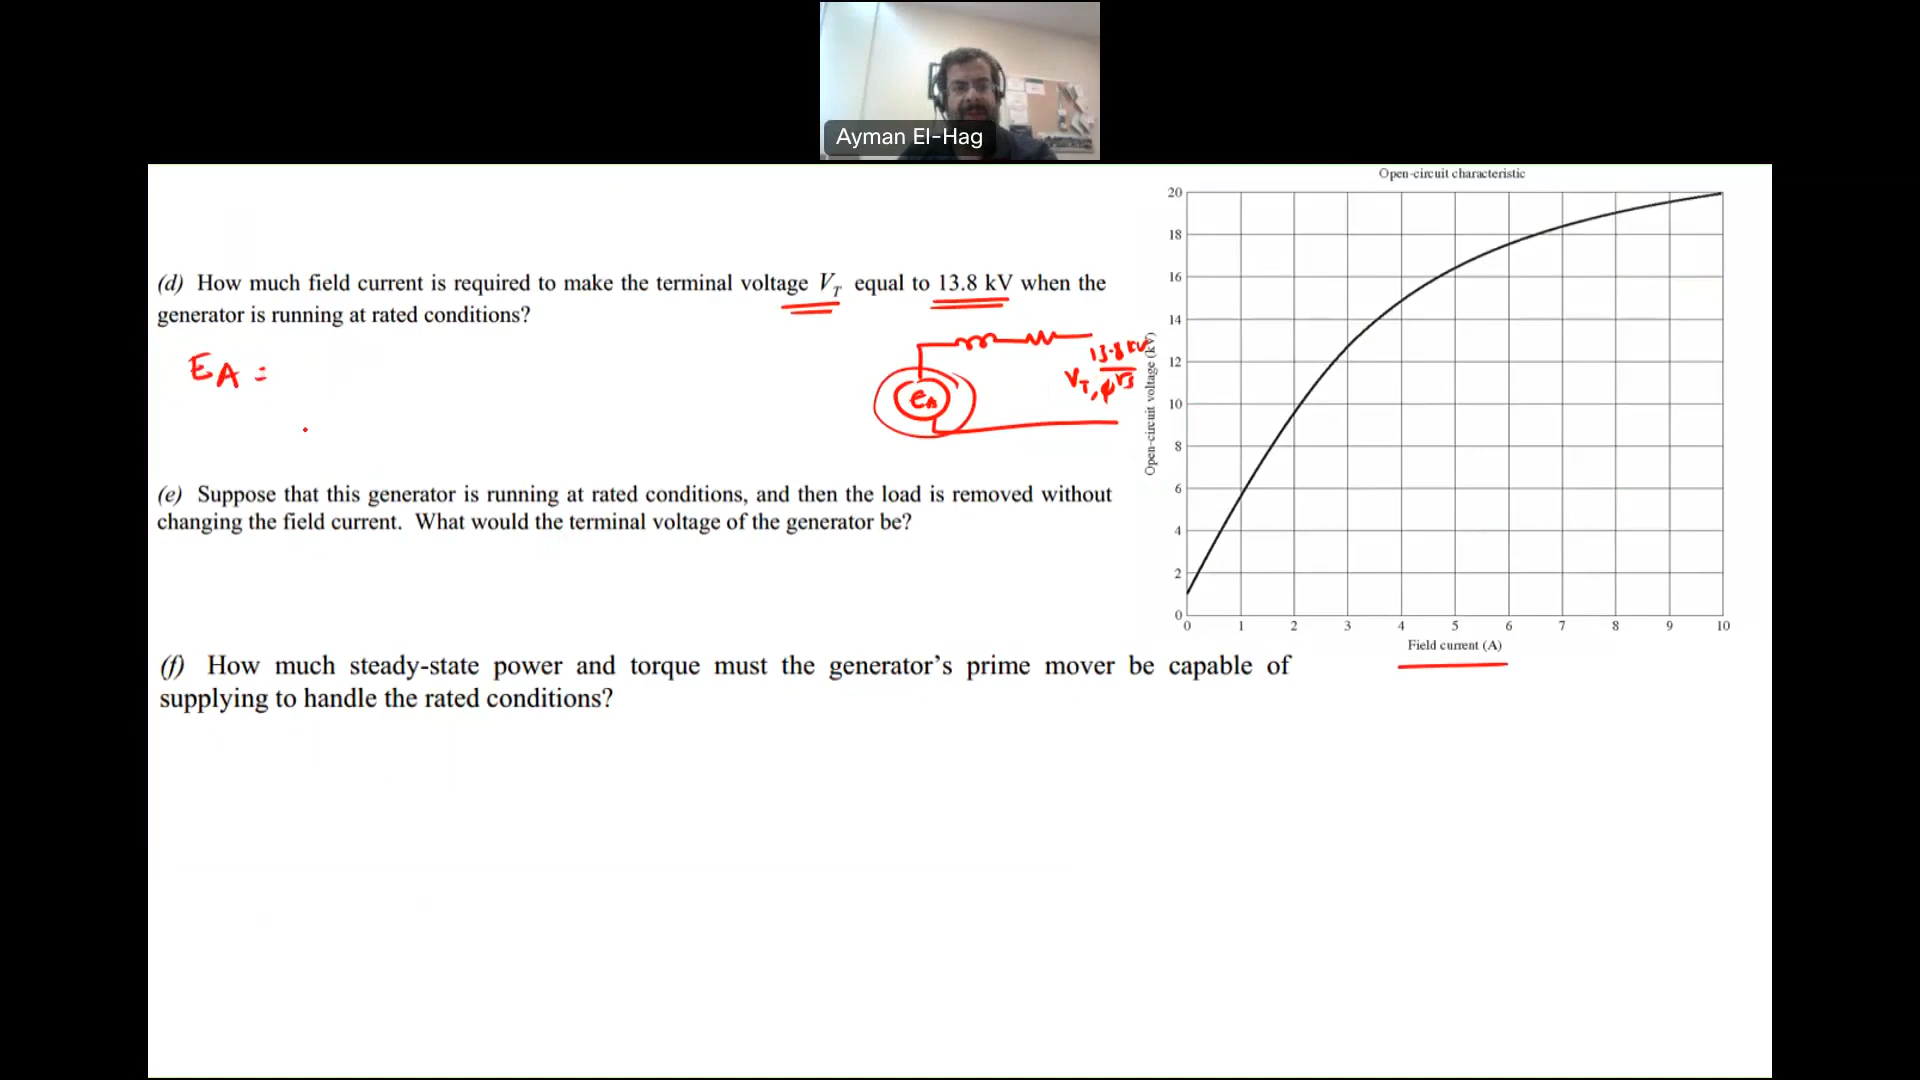 Ayman El-Hag
(d) How much field current is required to make the terminal voltage V_T equal to 13.8 kV when the
generator is running at rated conditions?
E_A =
E_A
13.8 kV
V_T,φ √3
(e) Suppose that this generator is running at rated conditions, and then the load is removed without
changing the field current. What would the terminal voltage of the generator be?
(f) How much steady-state power and torque must the generator's prime mover be capable of
supplying to handle the rated conditions?
Open-circuit characteristic
Open-circuit voltage (kV)
20
18
16
14
12
10
8
6
4
2
0
0 1 2 3 4 5 6 7 8 9 10
Field current (A)